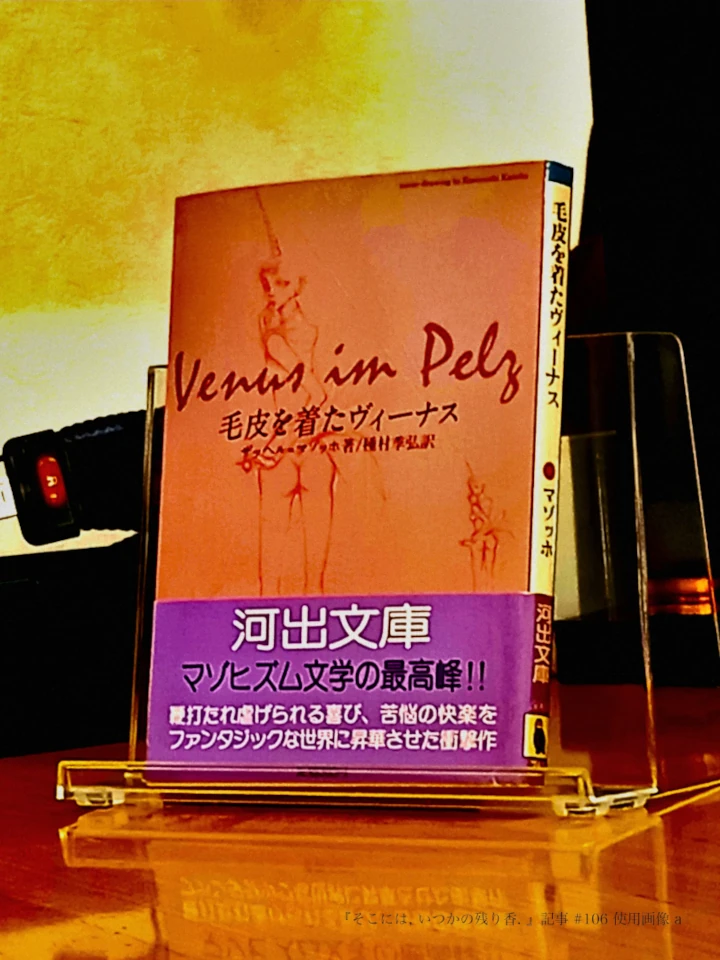 Venus im Pelz
毛皮を着たヴィーナス
ザッヘル=マゾッホ著/種村季弘訳
河出文庫
マゾヒズム文学の最高峰!!
鞭打たれ虐げられる喜び、苦悩の快楽を
ファンタジックな世界に昇華させた衝撃作
毛皮を着たヴィーナス
マゾッホ
河出文庫
『そこには、いつかの残り香、』記事 #106 使用画像 a